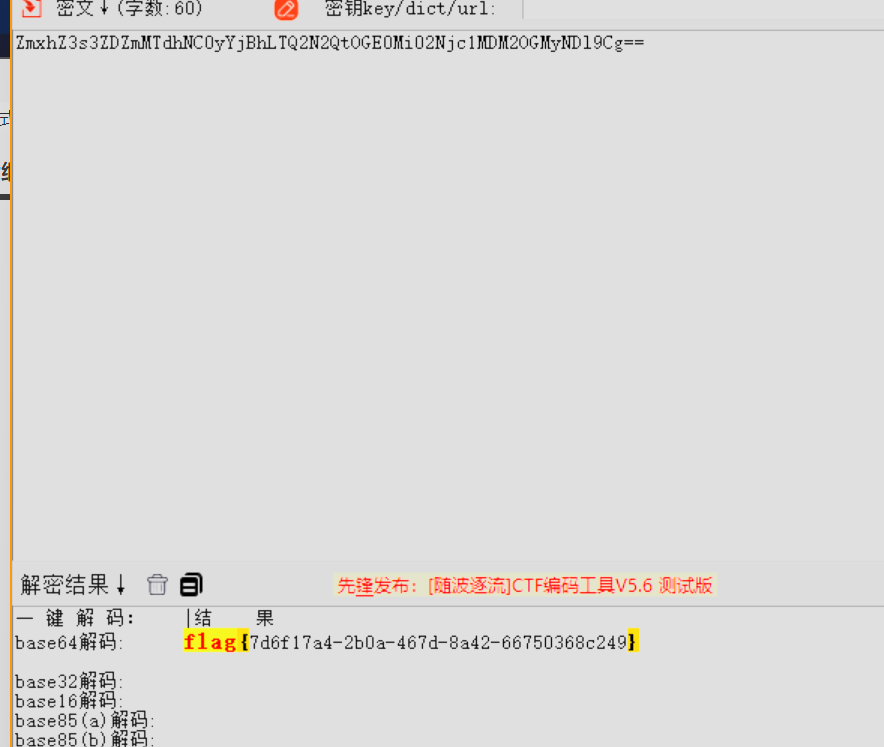 密文↓(字数:60) 密钥key/dict/url:
ZmxhZ3s3ZDZmMTdhNC0yYjBhLTQ2N2QtOGE0Mi02Njc1MDM2OGMyNDl9Cg==
式
解密结果↓ 先锋发布: [随波逐流]CTF编码工具V5.6 测试版
一 键 解 码: |结 果
base64解码: flag{7d6f17a4-2b0a-467d-8a42-66750368c249}
base32解码:
base16解码:
base85(a)解码:
base85(b)解码: